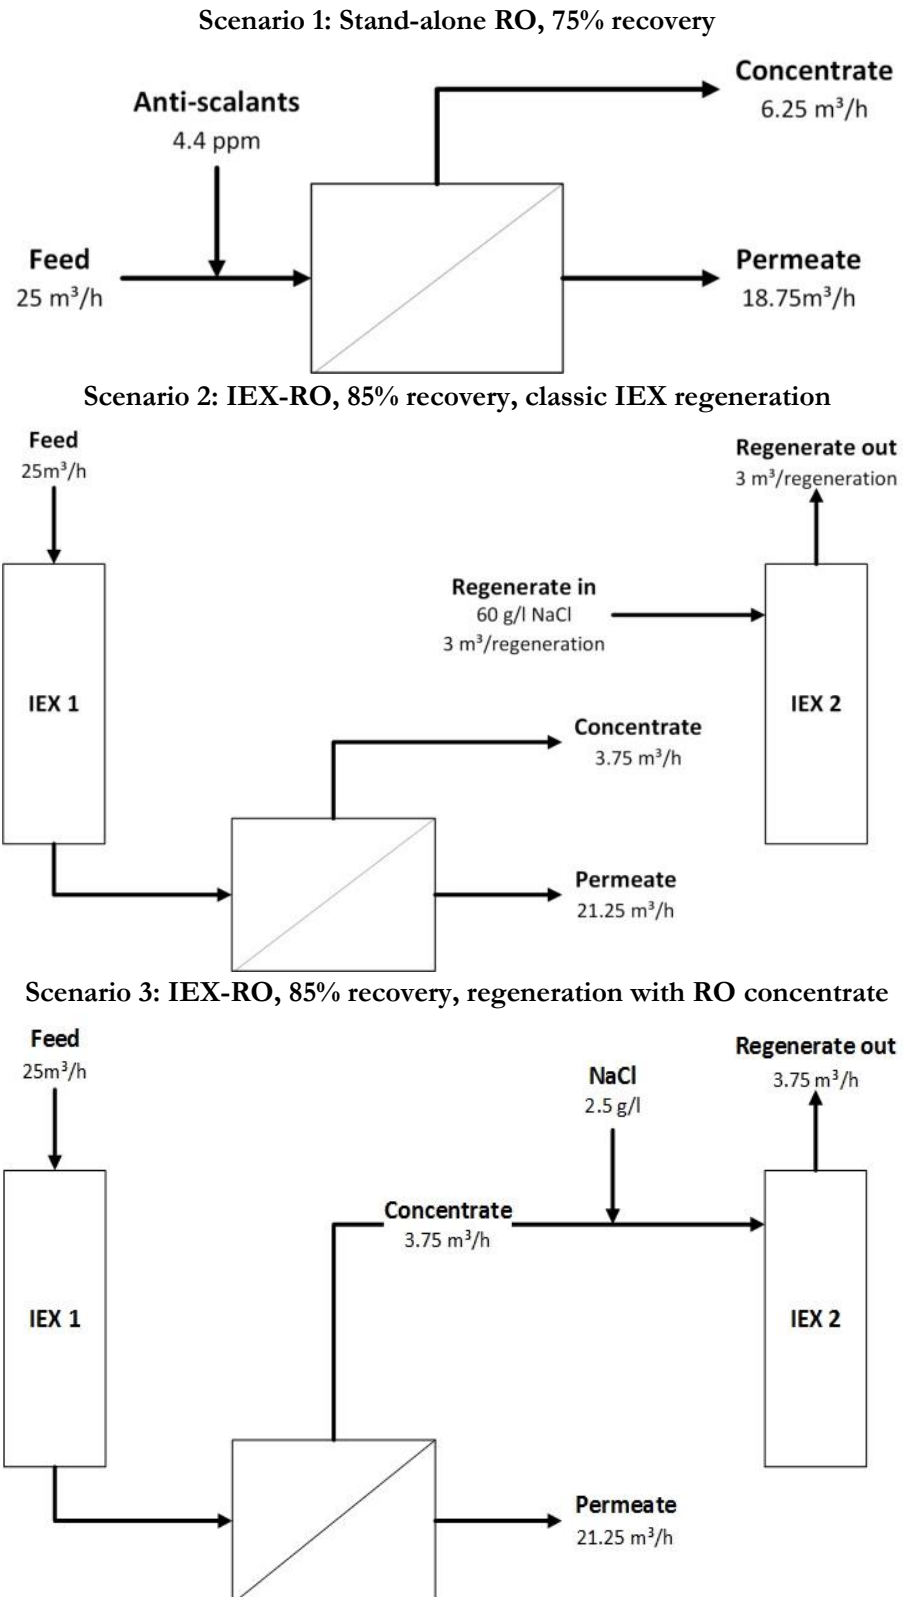 Scenario 1: Stand-alone RO, 75% recovery
Concentrate
6.25 m³/h
Anti-scalants
4.4 ppm
Feed
25 m³/h
Permeate
18.75m³/h
Scenario 2: IEX-RO, 85% recovery, classic IEX regeneration
Feed
25m³/h
Regenerate out
3 m³/regeneration
Regenerate in
60 g/l NaCl
3 m³/regeneration
IEX 1
IEX 2
Concentrate
3.75 m³/h
Permeate
21.25 m³/h
Scenario 3: IEX-RO, 85% recovery, regeneration with RO concentrate
Feed
25m³/h
Regenerate out
3.75 m³/h
NaCl
2.5 g/l
Concentrate
3.75 m³/h
IEX 1
IEX 2
Permeate
21.25 m³/h